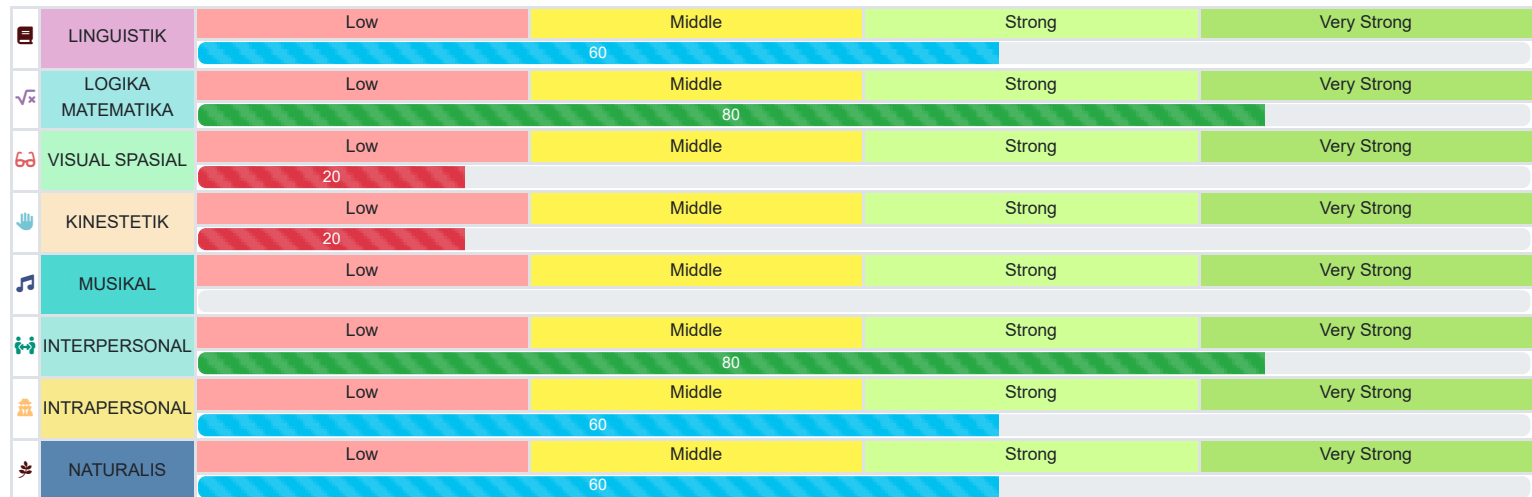 LINGUISTIK
Low Middle Strong Very Strong
60
LOGIKA
MATEMATIKA
Low Middle Strong Very Strong
80
VISUAL SPASIAL
Low Middle Strong Very Strong
20
KINESTETIK
Low Middle Strong Very Strong
20
MUSIKAL
Low Middle Strong Very Strong
INTERPERSONAL
Low Middle Strong Very Strong
80
INTRAPERSONAL
Low Middle Strong Very Strong
60
NATURALIS
Low Middle Strong Very Strong
60